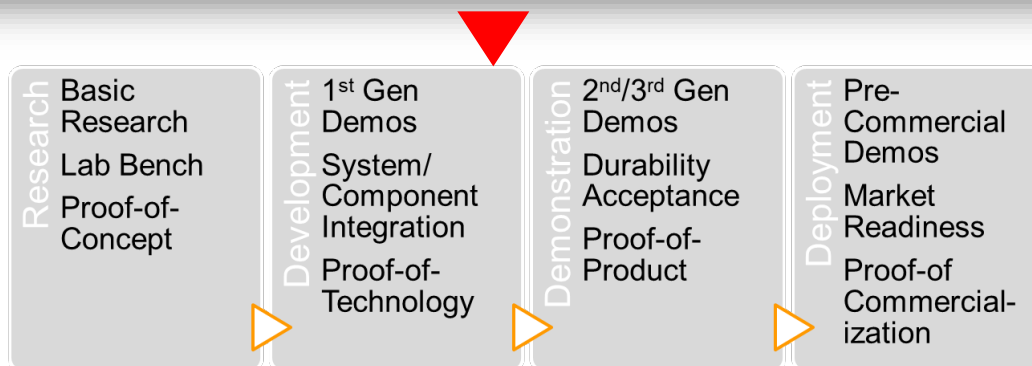 Research
Basic
Research
Lab Bench
Proof-of-
Concept
Development
1st Gen
Demos
System/
Component
Integration
Proof-of-
Technology
Demonstration
2nd/3rd Gen
Demos
Durability
Acceptance
Proof-of-
Product
Deployment
Pre-
Commercial
Demos
Market
Readiness
Proof-of
Commercial-
ization